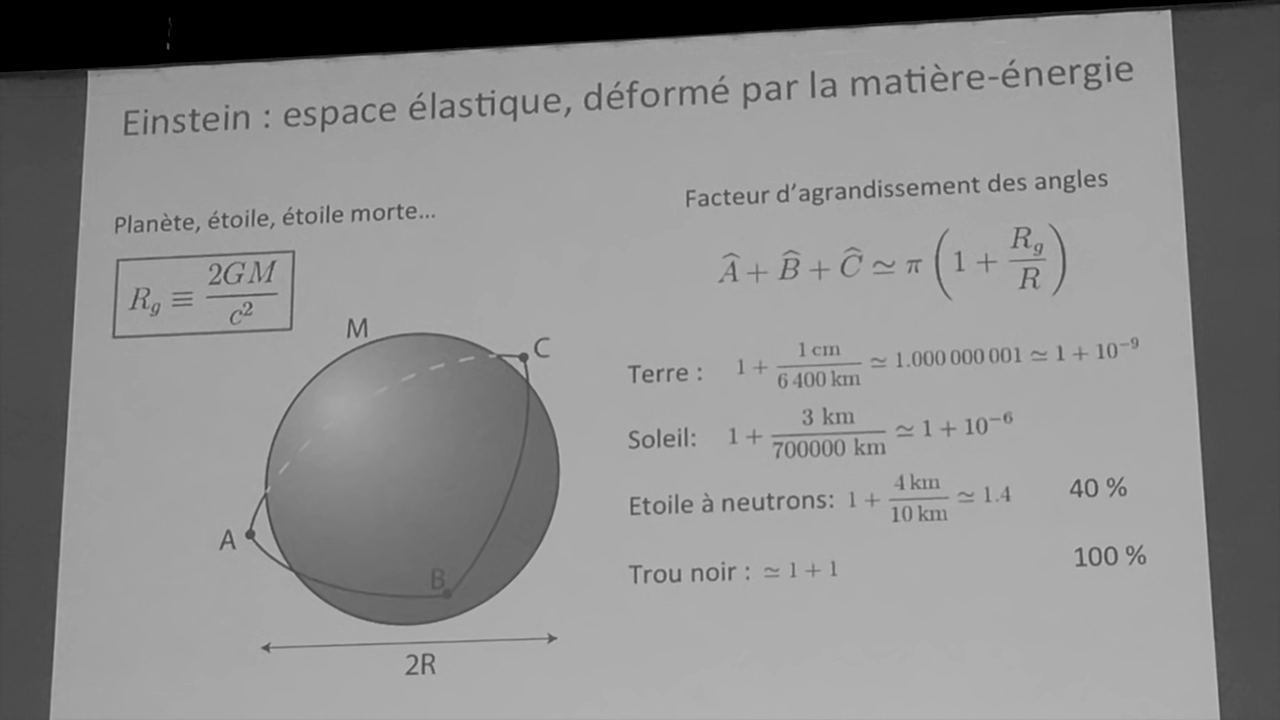 Einstein : espace élastique, déformé par la matière-énergie
Planète, étoile, étoile morte...
R_g ≡ 2GM / c²
M
C
A
B
2R
Facteur d'agrandissement des angles
Â + B̂ + Ĉ ≃ π (1 + R_g / R)
Terre : 1 + 1 cm / 6 400 km ≃ 1.000 000 001 ≃ 1 + 10⁻⁹
Soleil: 1 + 3 km / 700000 km ≃ 1 + 10⁻⁶
Etoile à neutrons: 1 + 4 km / 10 km ≃ 1.4 40 %
Trou noir : ≃ 1 + 1 100 %